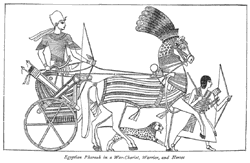 Egyptian Pharaoh in a War-Chariot, Warrior, and Horses